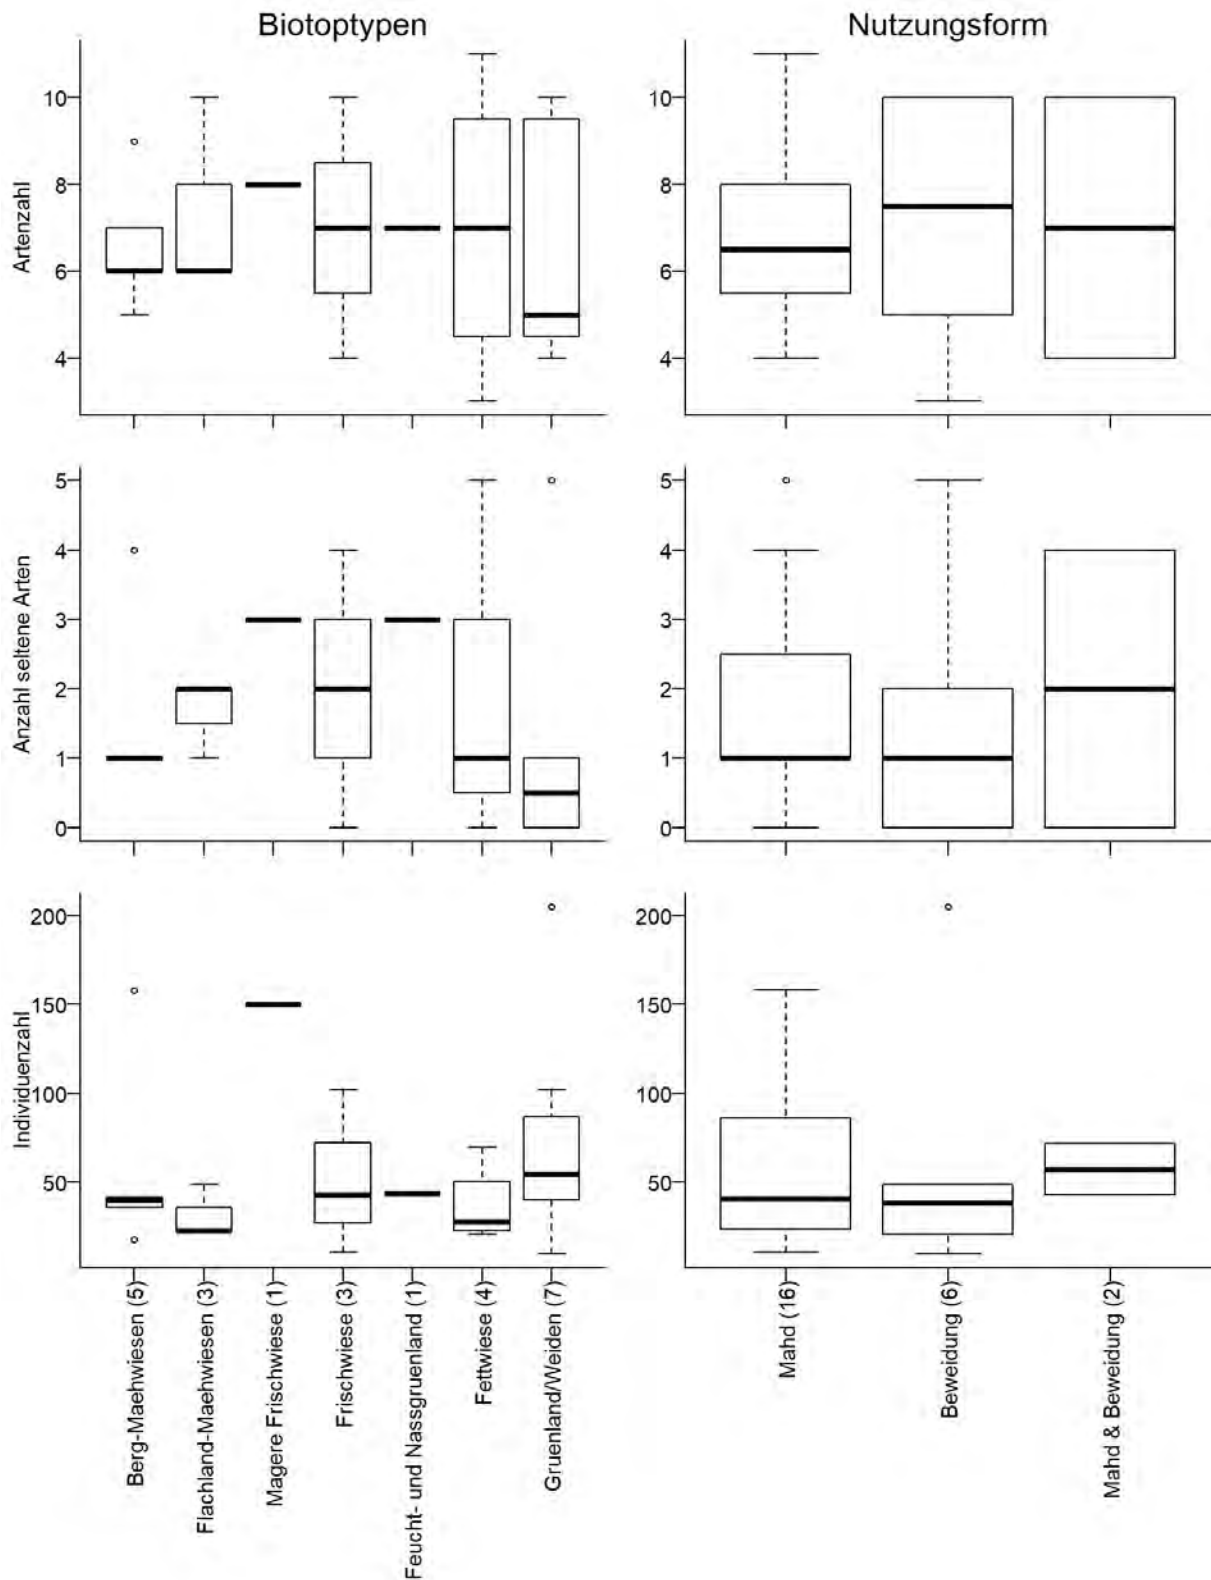 Biotoptypen
Nutzungsform
Artenzahl
10
8
6
4
10
8
6
4
Anzahl seltene Arten
5
4
3
2
1
0
5
4
3
2
1
0
Individuenzahl
200
150
100
50
200
150
100
50
Berg-Maehwiesen (5)
Flachland-Maehwiesen (3)
Magere Frischwiese (1)
Frischwiese (3)
Feucht- und Nassgruenland (1)
Fettwiese (4)
Gruenland/Weiden (7)
Mahd (16)
Beweidung (6)
Mahd & Beweidung (2)